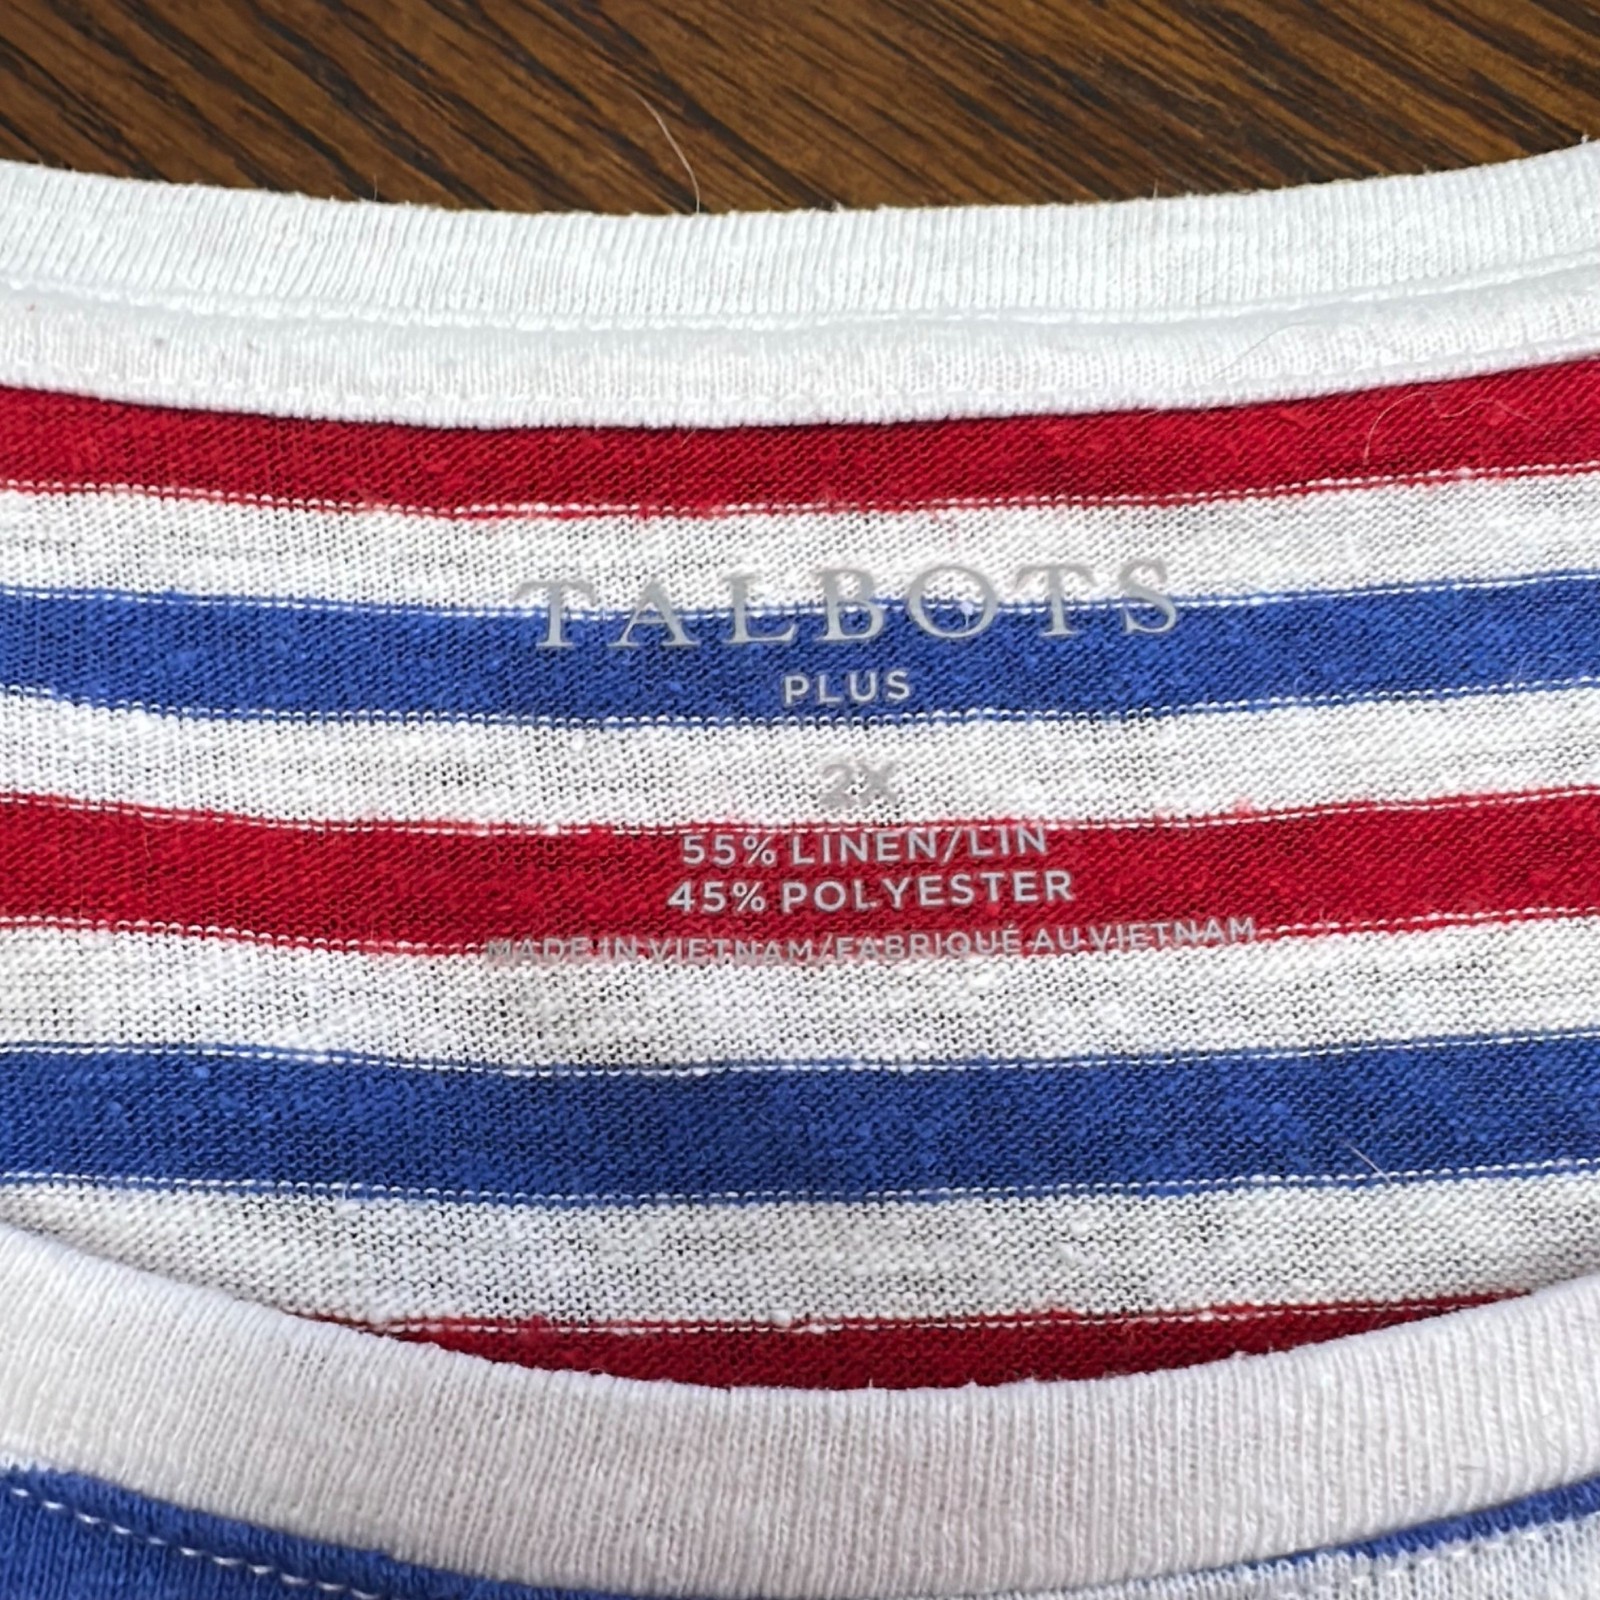 TALBOTS
PLUS
2X
55% LINEN/LIN
45% POLYESTER
MADE IN VIETNAM/FABRIQUÉ AU VIETNAM